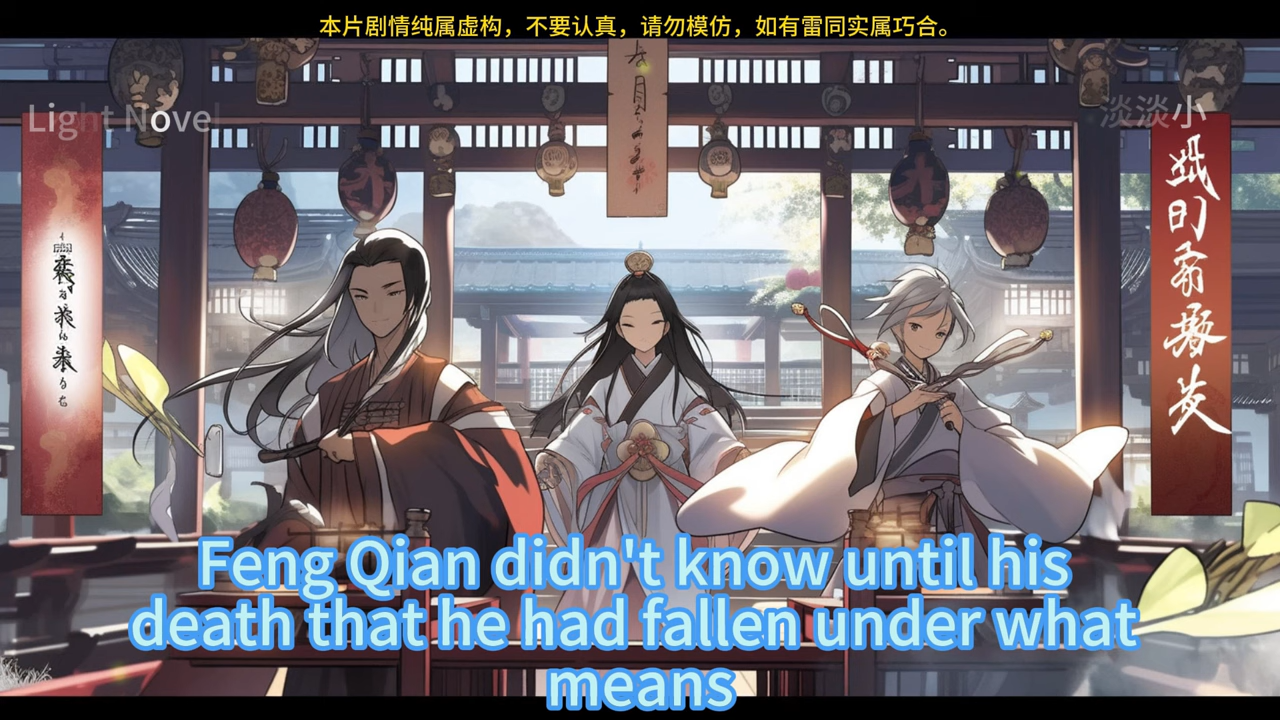 本片剧情纯属虚构，不要认真，请勿模仿，如有雷同实属巧合。
Light Novel
淡淡小
Feng Qian didn't know until his
death that he had fallen under what
means